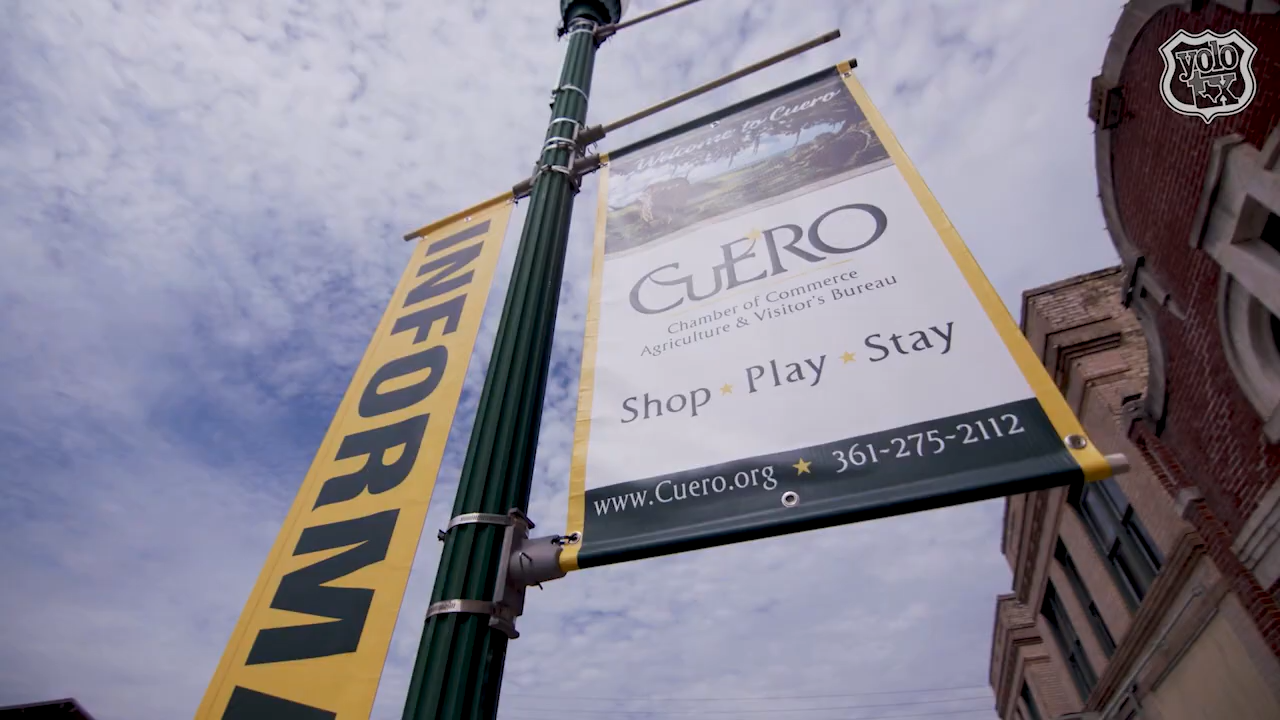 yolo
tx
Welcome to Cuero
CUERO
Chamber of Commerce
Agriculture & Visitor's Bureau
Shop ★ Play ★ Stay
www.Cuero.org ★ 361-275-2112
INFORMA